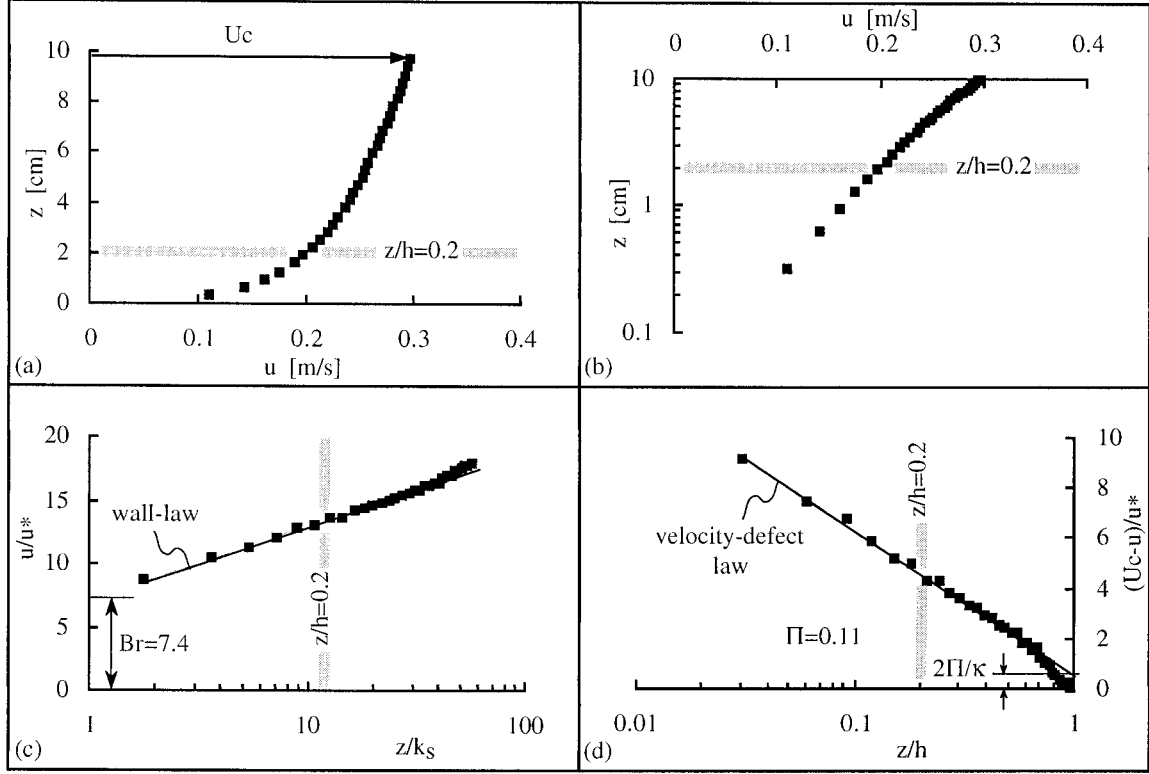 Uc
10
8
6
4
2
0
z [cm]
z/h=0.2
0 0.1 0.2 0.3 0.4
(a) u [m/s]
u [m/s]
0 0.1 0.2 0.3 0.4
10
1
0.1
z [cm]
z/h=0.2
(b)
20
15
10
5
0
u/u*
wall-law
Br=7.4
z/h=0.2
1 10 100
(c) z/ks
10
8
6
4
2
0
(Uc-u)/u*
z/h=0.2
velocity-defect
law
Π=0.11
2Π/κ
0.01 0.1 1
(d) z/h